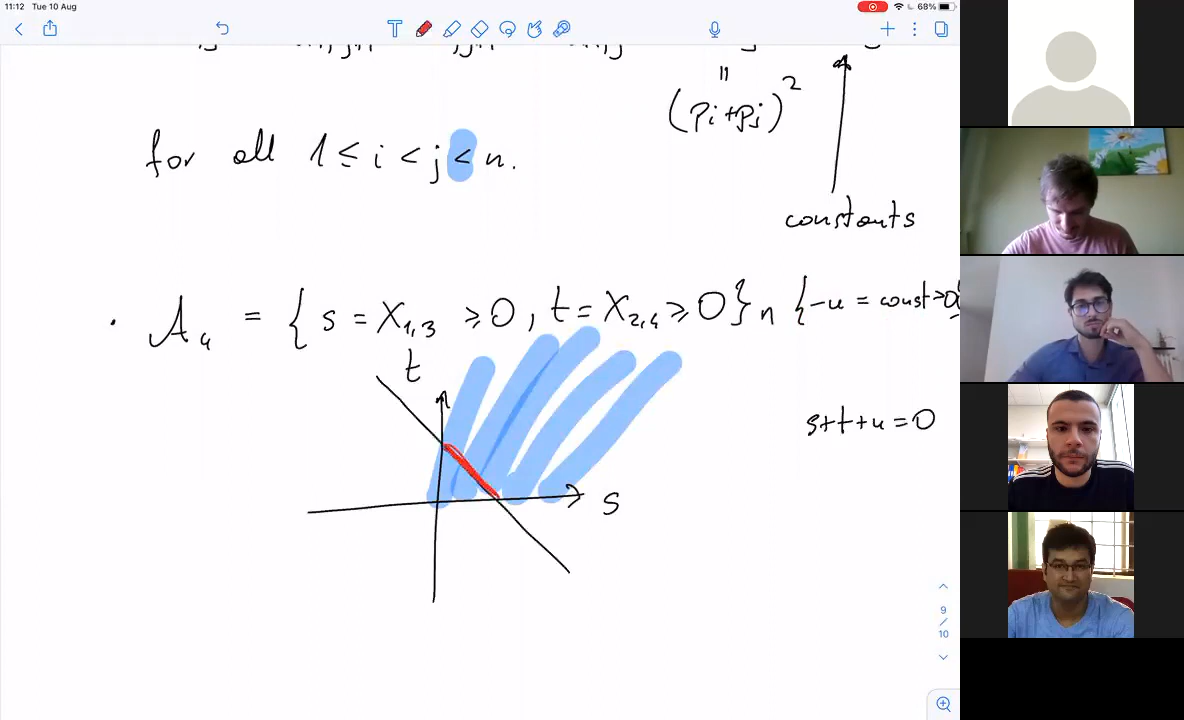 11:12 Tue 10 Aug
68%
T
||
(pi+pj)²
for all 1 ≤ i < j < n.
constants
· A₄ = { s = X₁,₃ ≥ 0, t = X₂,₄ ≥ 0 } ∩ { -u = const > 0
t
s+t+u = 0
s
9
/
10